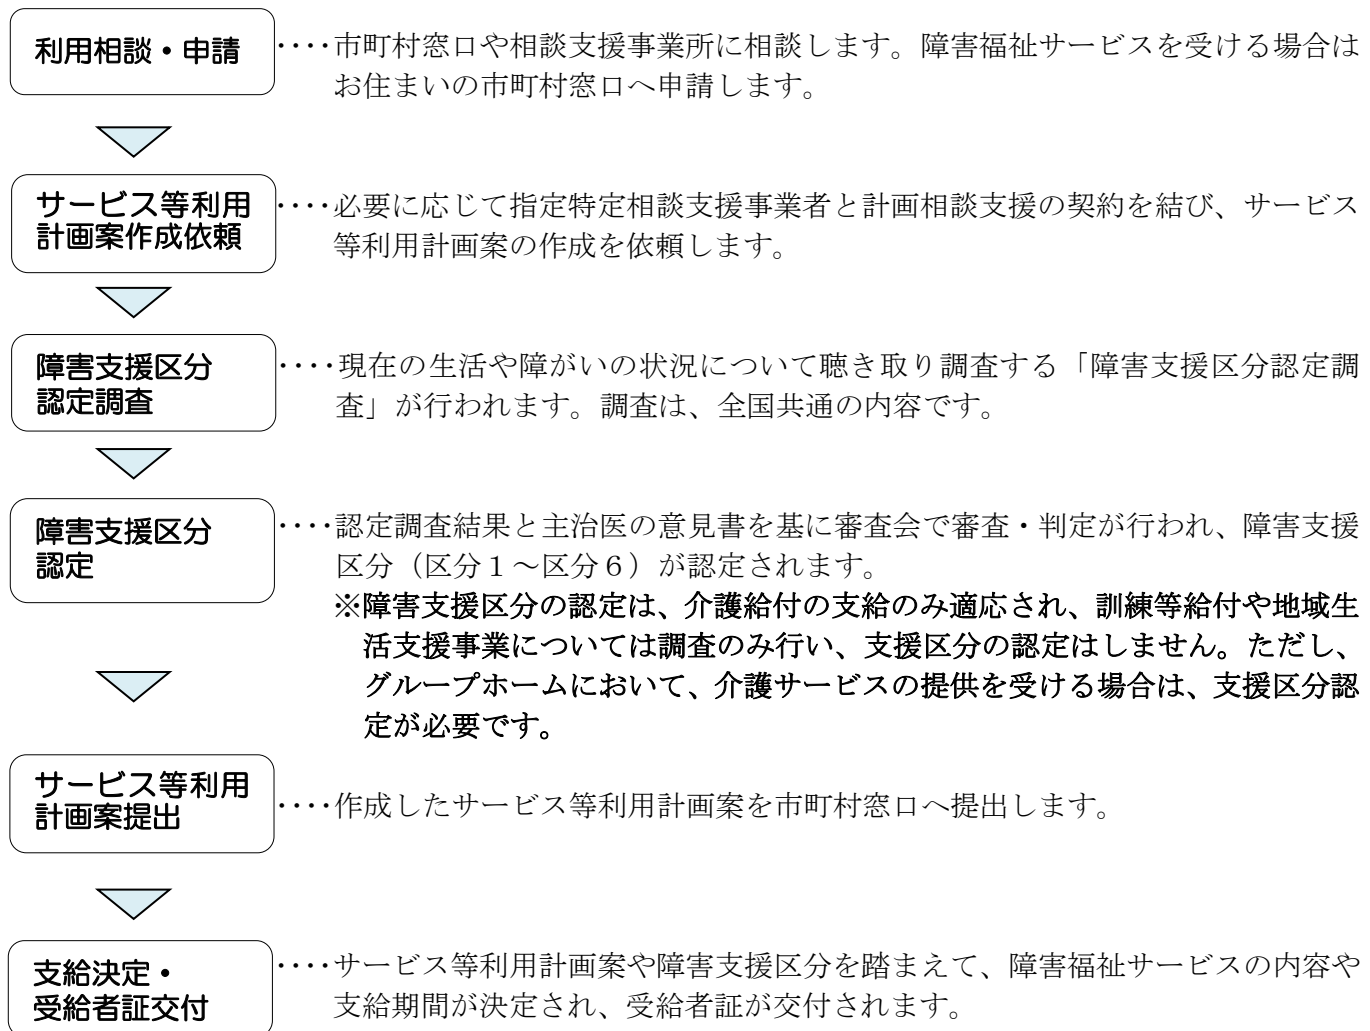 利用相談・申請
････市町村窓口や相談支援事業所に相談します。障害福祉サービスを受ける場合は
お住まいの市町村窓口へ申請します。
サービス等利用
計画案作成依頼
････必要に応じて指定特定相談支援事業者と計画相談支援の契約を結び、サービス
等利用計画案の作成を依頼します。
障害支援区分
認定調査
････現在の生活や障がいの状況について聴き取り調査する「障害支援区分認定調
査」が行われます。調査は、全国共通の内容です。
障害支援区分
認定
････認定調査結果と主治医の意見書を基に審査会で審査・判定が行われ、障害支援
区分（区分１～区分６）が認定されます。
※障害支援区分の認定は、介護給付の支給のみ適応され、訓練等給付や地域生
活支援事業については調査のみ行い、支援区分の認定はしません。ただし、
グループホームにおいて、介護サービスの提供を受ける場合は、支援区分認
定が必要です。
サービス等利用
計画案提出
････作成したサービス等利用計画案を市町村窓口へ提出します。
支給決定・
受給者証交付
････サービス等利用計画案や障害支援区分を踏まえて、障害福祉サービスの内容や
支給期間が決定され、受給者証が交付されます。